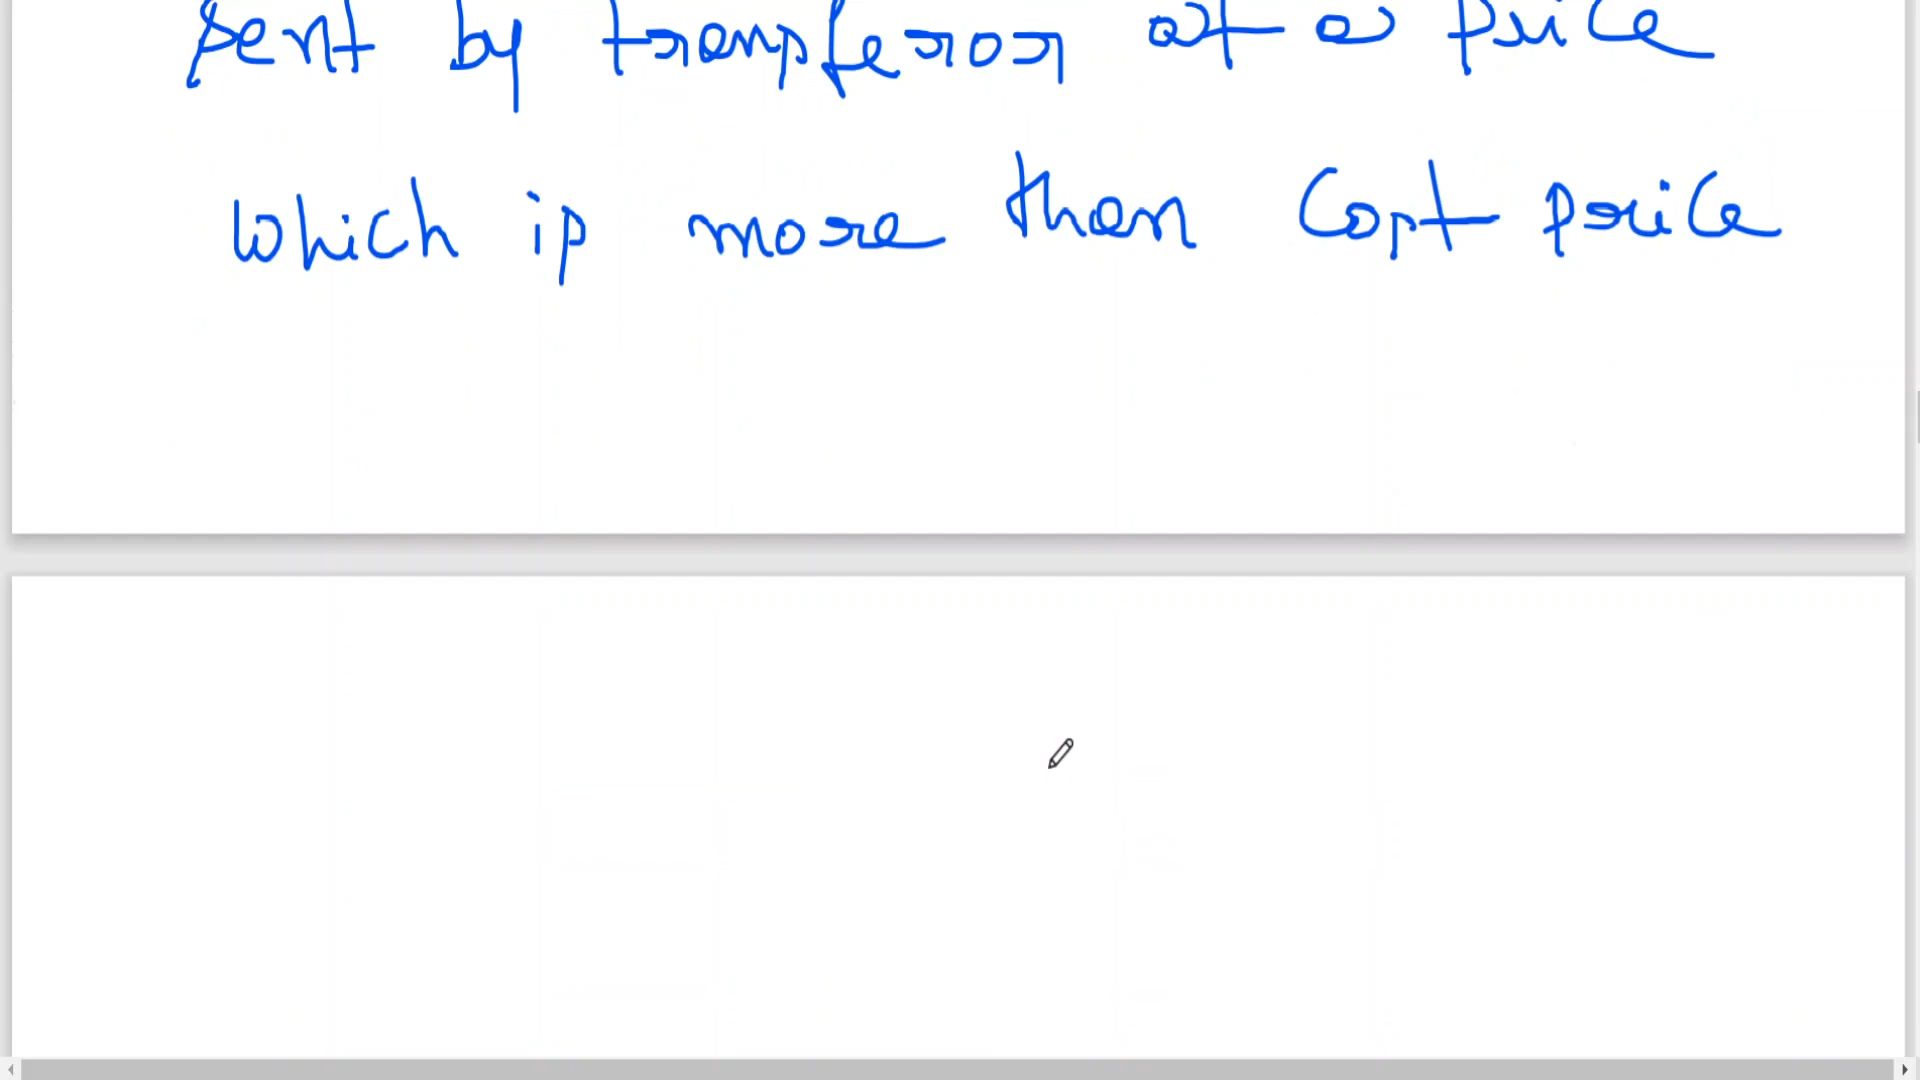 sent by transferor at a price
which is more than Cost price